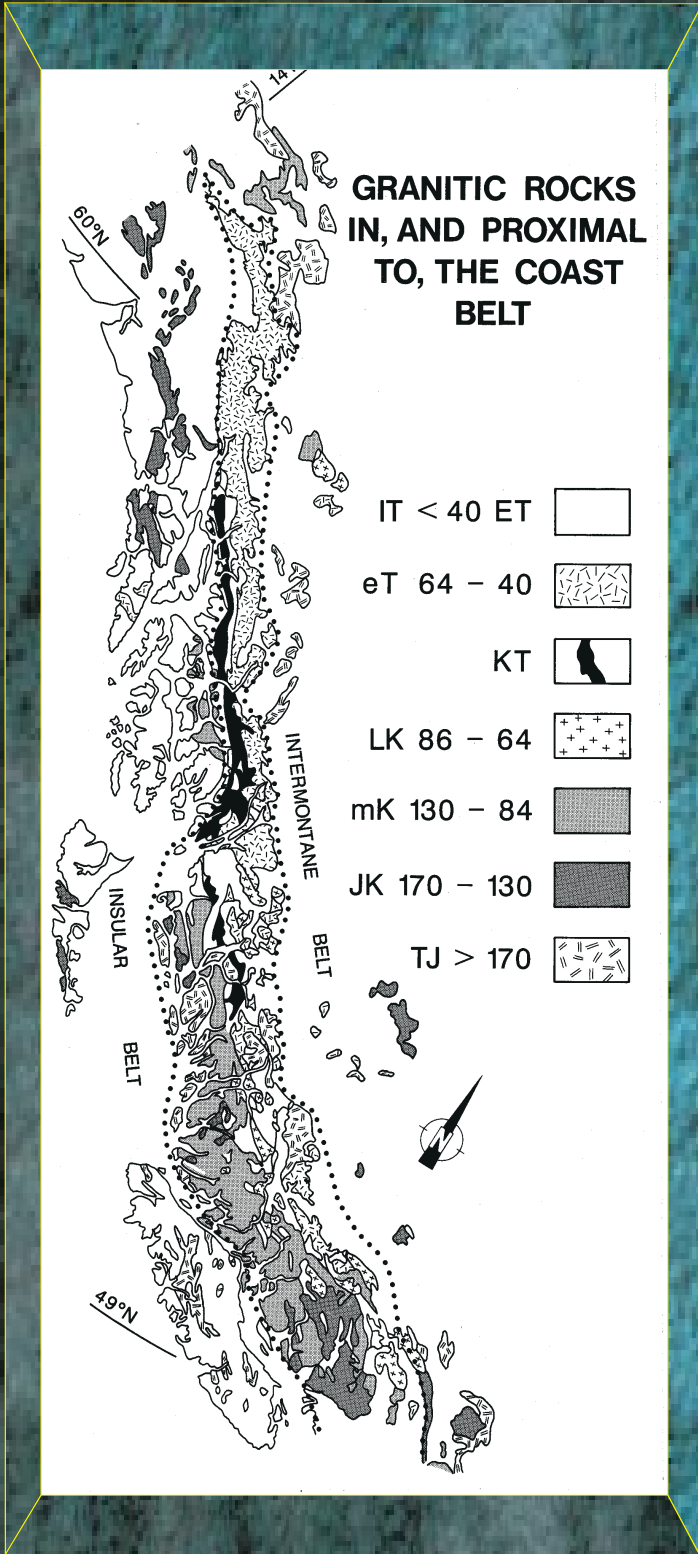 14
GRANITIC ROCKS
IN, AND PROXIMAL
TO, THE COAST
BELT
60°N
lT < 40 ET
eT 64 – 40
KT
LK 86 – 64
mK 130 – 84
JK 170 – 130
TJ > 170
INTERMONTANE
BELT
INSULAR
BELT
N
49°N